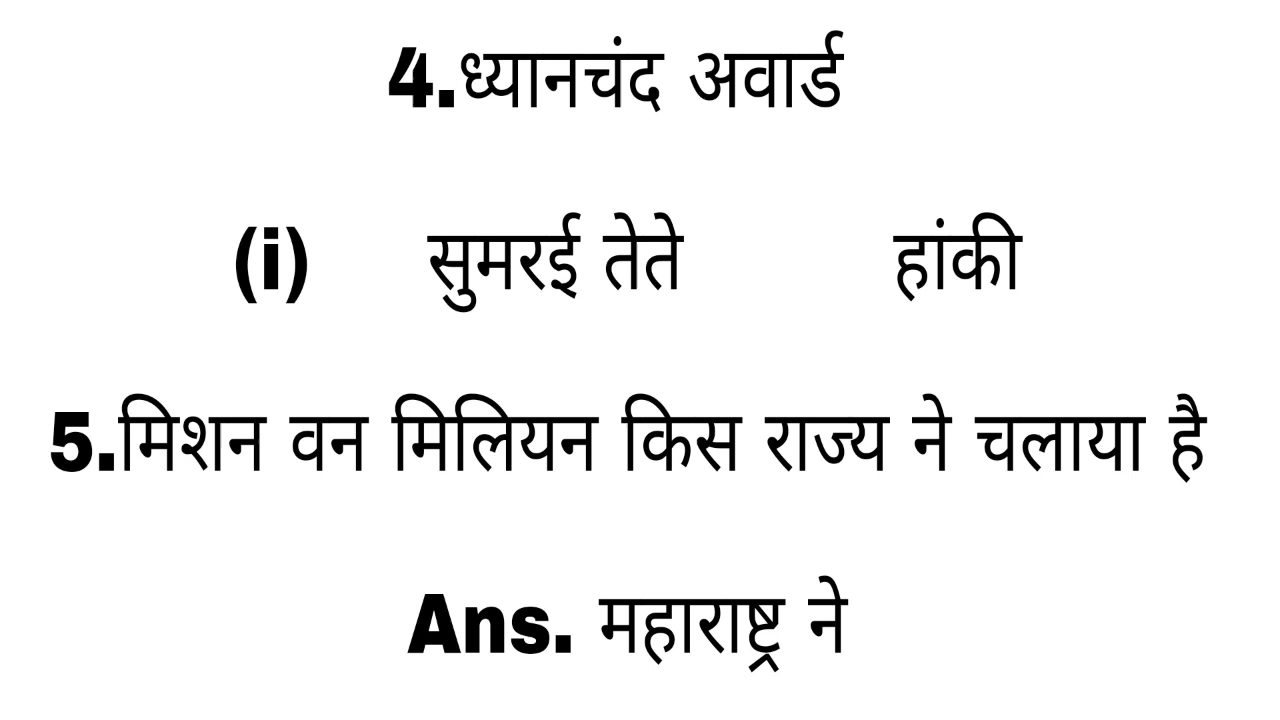 4.ध्यानचंद अवार्ड
(i) सुमरई तेते हांकी
5.मिशन वन मिलियन किस राज्य ने चलाया है
Ans. महाराष्ट्र ने